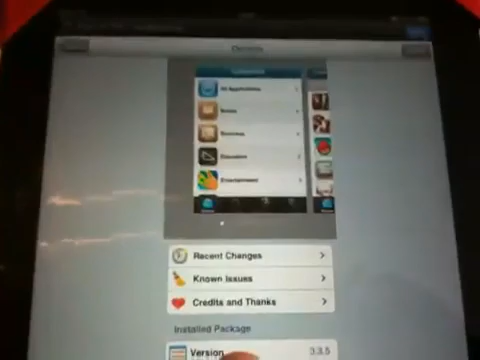 Details
All Applications
Books
Business
Education
Entertainment
Recent Changes
Known Issues
Credits and Thanks
Installed Package
Version 3.3.5